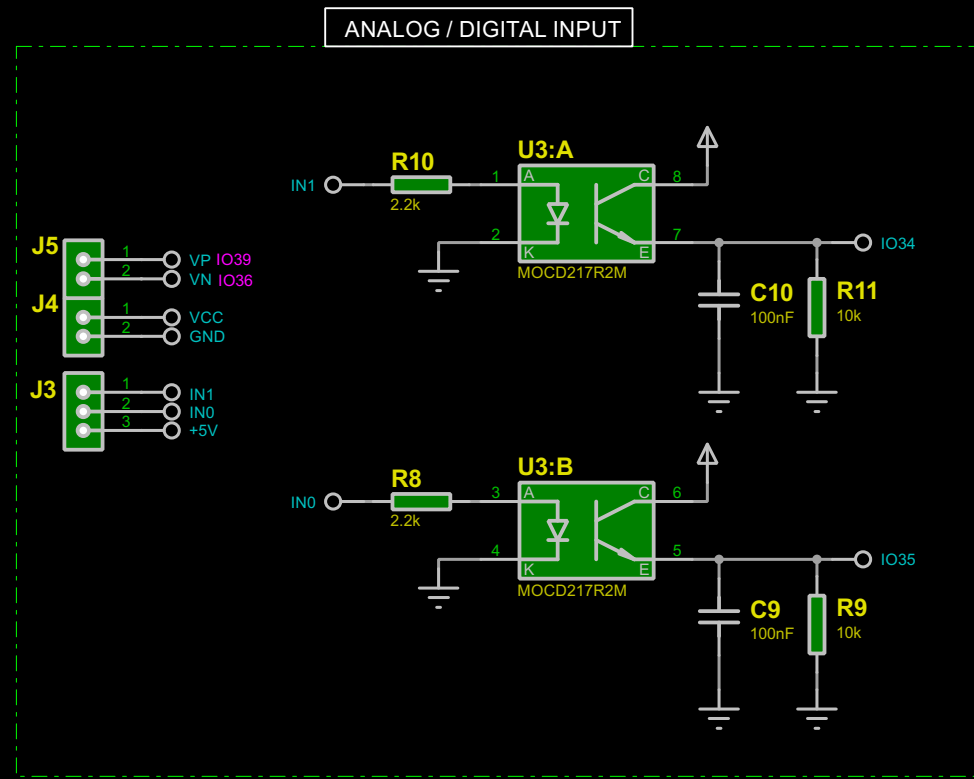 ANALOG / DIGITAL INPUT
U3:A
R10
IN1
1
A
C
8
2.2k
2
K
E
7
IO34
MOCD217R2M
C10
100nF
R11
10k
J5
1
VP IO39
2
VN IO36
J4
1
VCC
2
GND
J3
1
IN1
2
IN0
3
+5V
U3:B
R8
IN0
3
A
C
6
2.2k
4
K
E
5
IO35
MOCD217R2M
C9
100nF
R9
10k